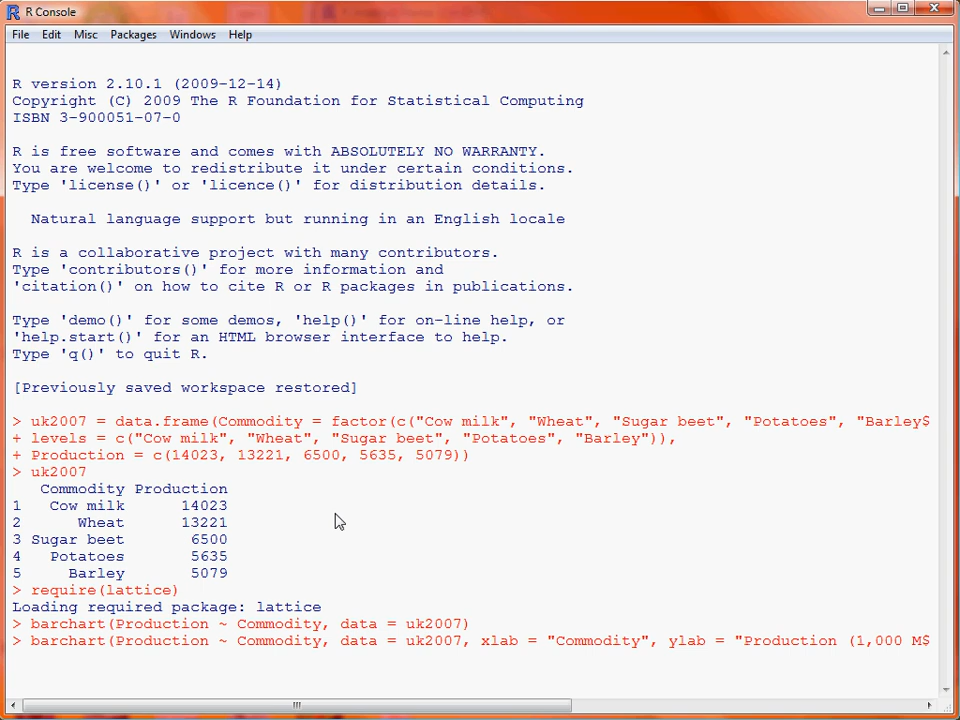 R Console
File Edit Misc Packages Windows Help
R version 2.10.1 (2009-12-14)
Copyright (C) 2009 The R Foundation for Statistical Computing
ISBN 3-900051-07-0
R is free software and comes with ABSOLUTELY NO WARRANTY.
You are welcome to redistribute it under certain conditions.
Type 'license()' or 'licence()' for distribution details.
Natural language support but running in an English locale
R is a collaborative project with many contributors.
Type 'contributors()' for more information and
'citation()' on how to cite R or R packages in publications.
Type 'demo()' for some demos, 'help()' for on-line help, or
'help.start()' for an HTML browser interface to help.
Type 'q()' to quit R.
[Previously saved workspace restored]
> uk2007 = data.frame(Commodity = factor(c("Cow milk", "Wheat", "Sugar beet", "Potatoes", "Barley$
+ levels = c("Cow milk", "Wheat", "Sugar beet", "Potatoes", "Barley")),
+ Production = c(14023, 13221, 6500, 5635, 5079))
> uk2007
Commodity Production
1 Cow milk 14023
2 Wheat 13221
3 Sugar beet 6500
4 Potatoes 5635
5 Barley 5079
> require(lattice)
Loading required package: lattice
> barchart(Production ~ Commodity, data = uk2007)
> barchart(Production ~ Commodity, data = uk2007, xlab = "Commodity", ylab = "Production (1,000 M$